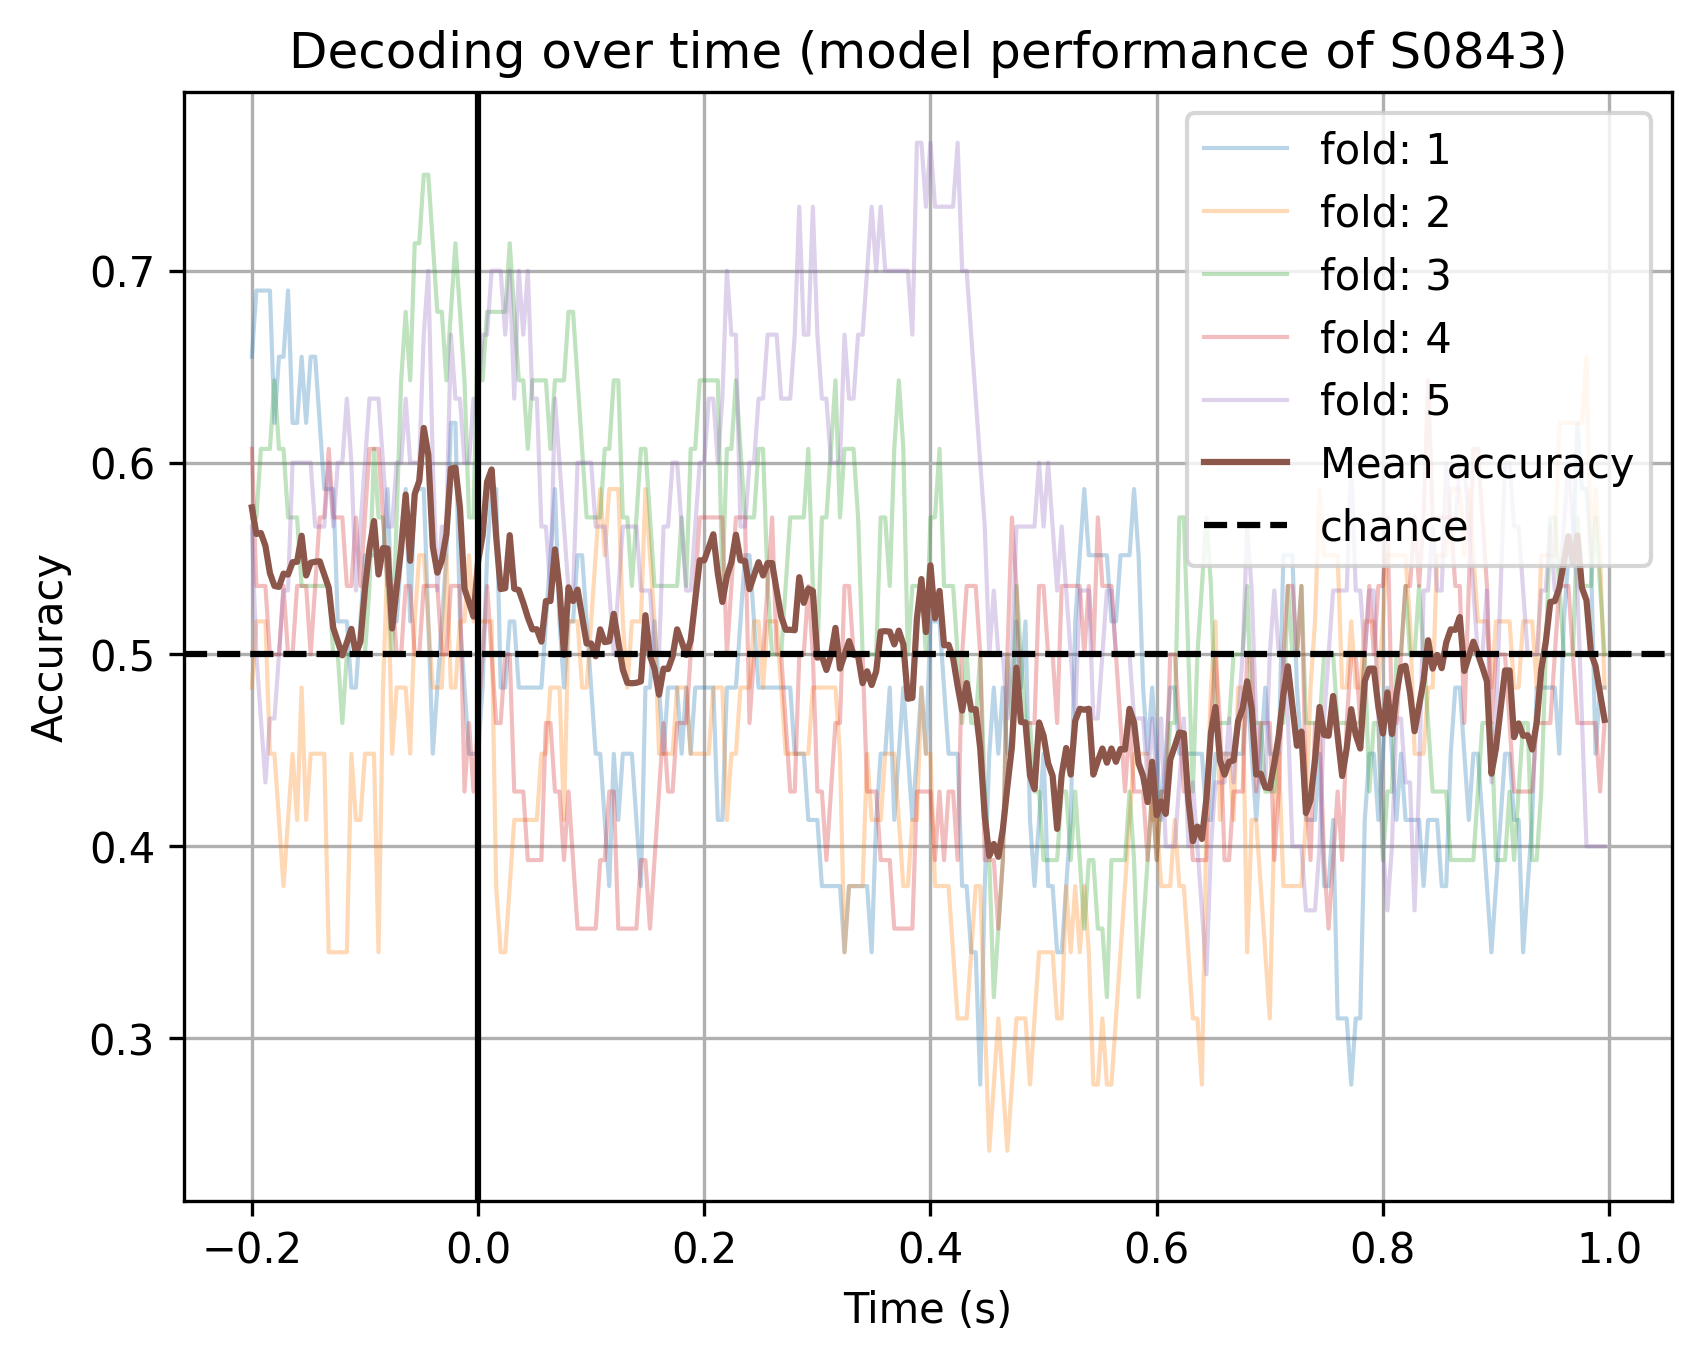 Decoding over time (model performance of S0843)
fold: 1
fold: 2
fold: 3
fold: 4
fold: 5
Mean accuracy
chance
Accuracy
0.7
0.6
0.5
0.4
0.3
−0.2
0.0
0.2
0.4
0.6
0.8
1.0
Time (s)